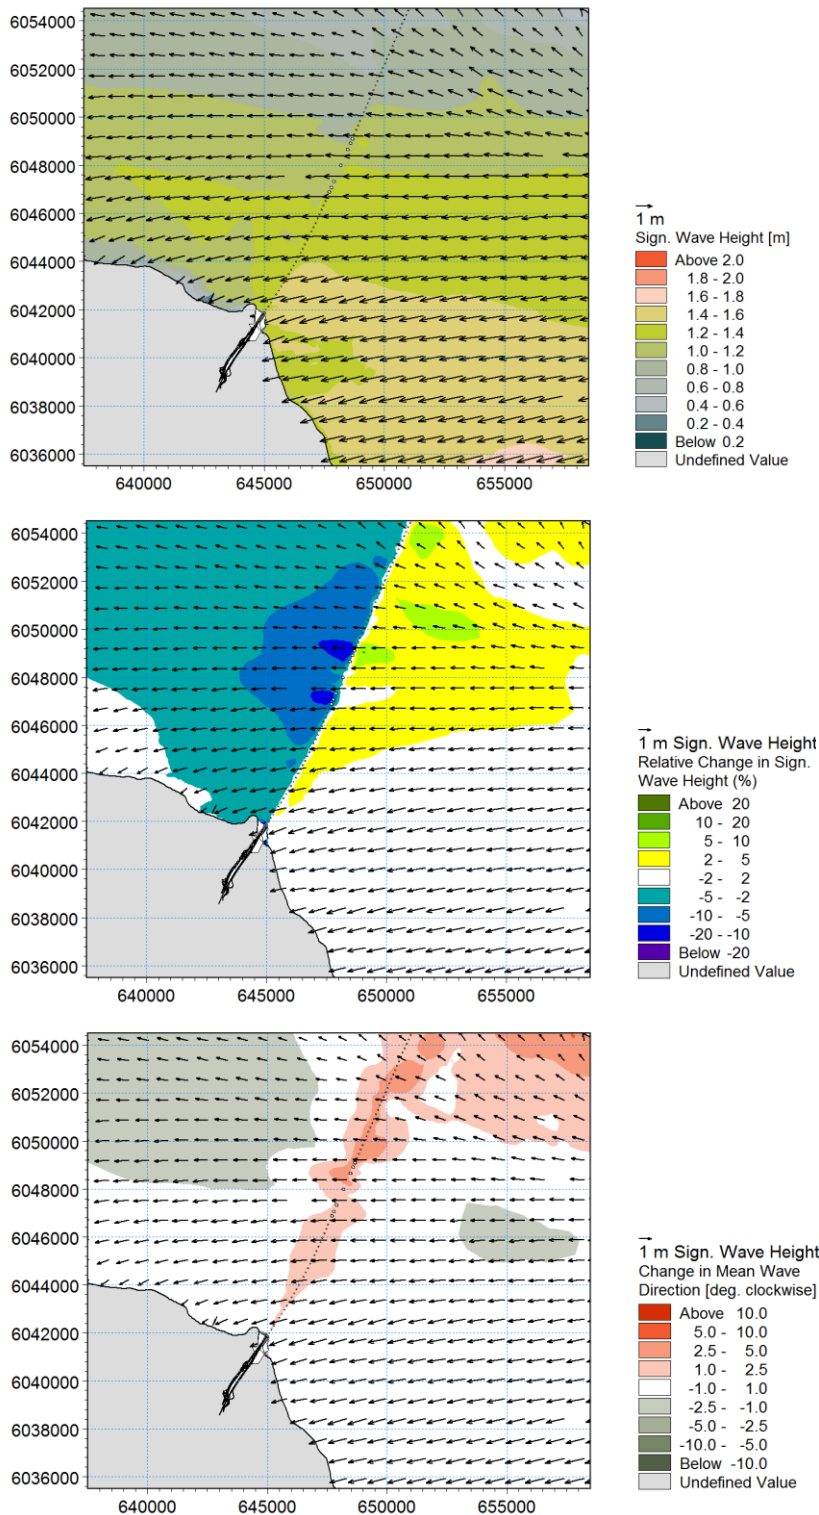 6054000
6052000
6050000
6048000
6046000
6044000
6042000
6040000
6038000
6036000
640000 645000 650000 655000
1 m
Sign. Wave Height [m]
Above 2.0
1.8 - 2.0
1.6 - 1.8
1.4 - 1.6
1.2 - 1.4
1.0 - 1.2
0.8 - 1.0
0.6 - 0.8
0.4 - 0.6
0.2 - 0.4
Below 0.2
Undefined Value
6054000
6052000
6050000
6048000
6046000
6044000
6042000
6040000
6038000
6036000
640000 645000 650000 655000
1 m Sign. Wave Height
Relative Change in Sign.
Wave Height (%)
Above 20
10 - 20
5 - 10
2 - 5
-2 - 2
-5 - -2
-10 - -5
-20 - -10
Below -20
Undefined Value
6054000
6052000
6050000
6048000
6046000
6044000
6042000
6040000
6038000
6036000
640000 645000 650000 655000
1 m Sign. Wave Height
Change in Mean Wave
Direction [deg. clockwise]
Above 10.0
5.0 - 10.0
2.5 - 5.0
1.0 - 2.5
-1.0 - 1.0
-2.5 - -1.0
-5.0 - -2.5
-10.0 - -5.0
Below -10.0
Undefined Value